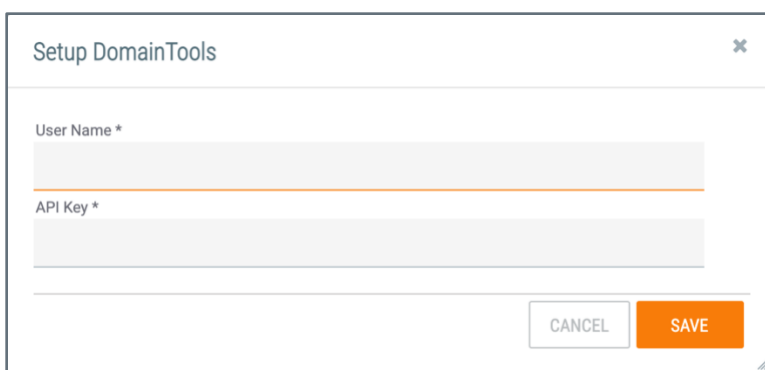 Setup DomainTools
User Name *
API Key *
CANCEL SAVE